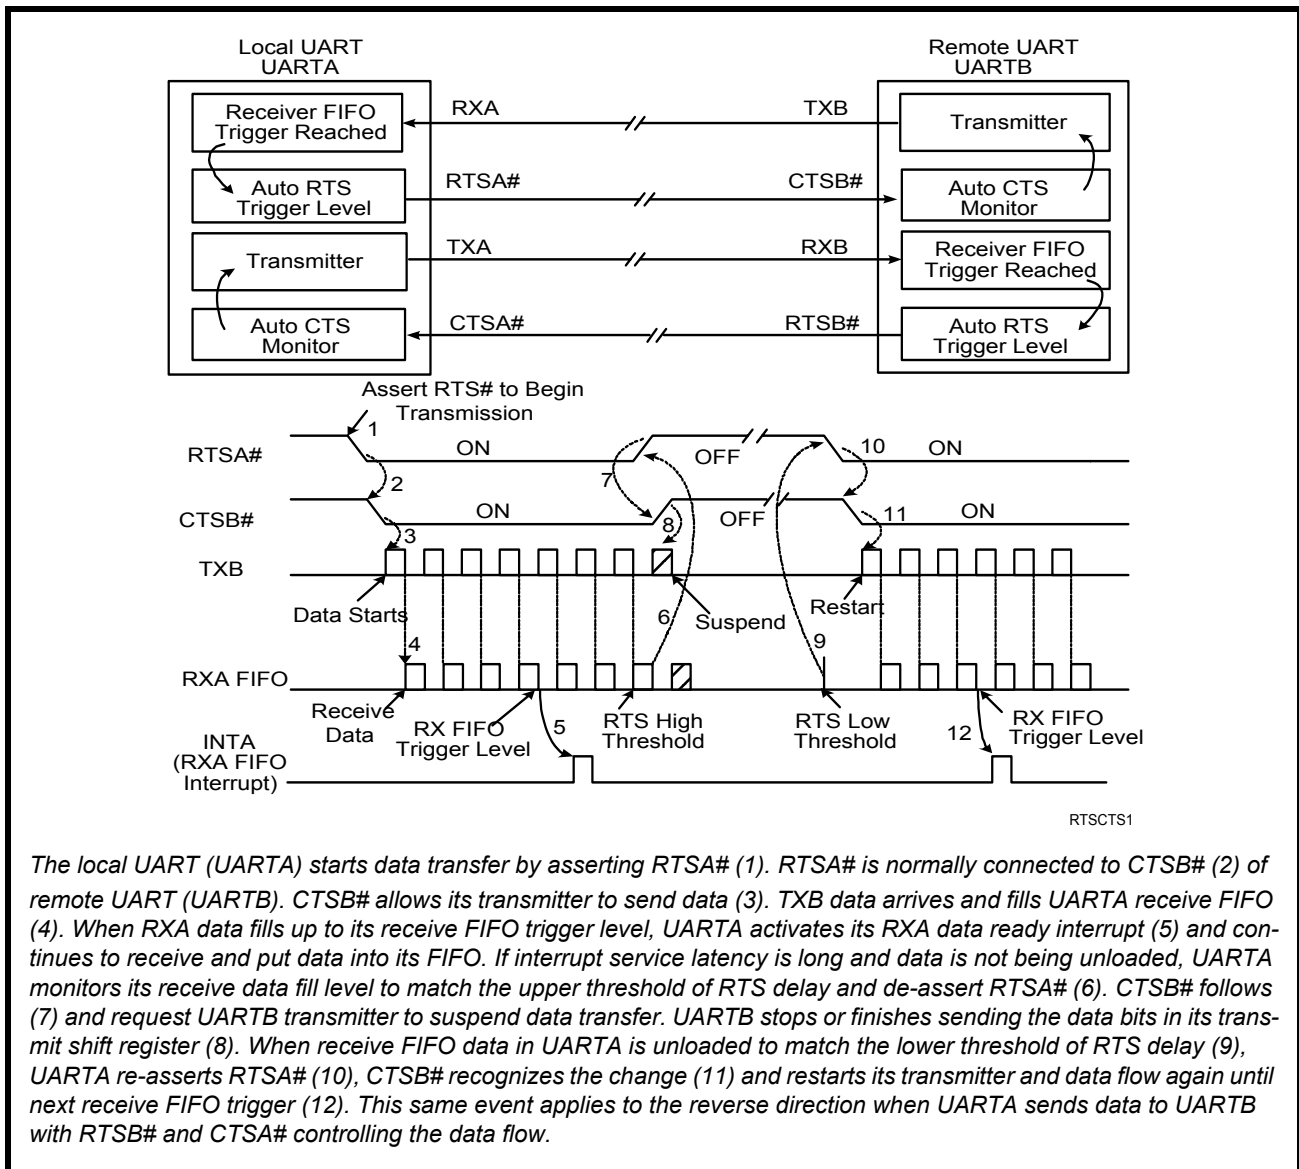 Local UART
UARTA
Remote UART
UARTB
Receiver FIFO
Trigger Reached
RXA
TXB
Transmitter
Auto RTS
Trigger Level
RTSA#
CTSB#
Auto CTS
Monitor
Transmitter
TXA
RXB
Receiver FIFO
Trigger Reached
Auto CTS
Monitor
CTSA#
RTSB#
Auto RTS
Trigger Level
Assert RTS# to Begin
Transmission
1
RTSA#
ON
OFF
10
ON
2
7
CTSB#
ON
8
OFF
11
ON
3
TXB
Data Starts
6
Suspend
Restart
4
9
RXA FIFO
Receive
Data
RX FIFO
Trigger Level
5
RTS High
Threshold
RTS Low
Threshold
12
RX FIFO
Trigger Level
INTA
(RXA FIFO
Interrupt)
RTSCTS1
The local UART (UARTA) starts data transfer by asserting RTSA# (1). RTSA# is normally connected to CTSB# (2) of
remote UART (UARTB). CTSB# allows its transmitter to send data (3). TXB data arrives and fills UARTA receive FIFO
(4). When RXA data fills up to its receive FIFO trigger level, UARTA activates its RXA data ready interrupt (5) and con-
tinues to receive and put data into its FIFO. If interrupt service latency is long and data is not being unloaded, UARTA
monitors its receive data fill level to match the upper threshold of RTS delay and de-assert RTSA# (6). CTSB# follows
(7) and request UARTB transmitter to suspend data transfer. UARTB stops or finishes sending the data bits in its trans-
mit shift register (8). When receive FIFO data in UARTA is unloaded to match the lower threshold of RTS delay (9),
UARTA re-asserts RTSA# (10), CTSB# recognizes the change (11) and restarts its transmitter and data flow again until
next receive FIFO trigger (12). This same event applies to the reverse direction when UARTA sends data to UARTB
with RTSB# and CTSA# controlling the data flow.